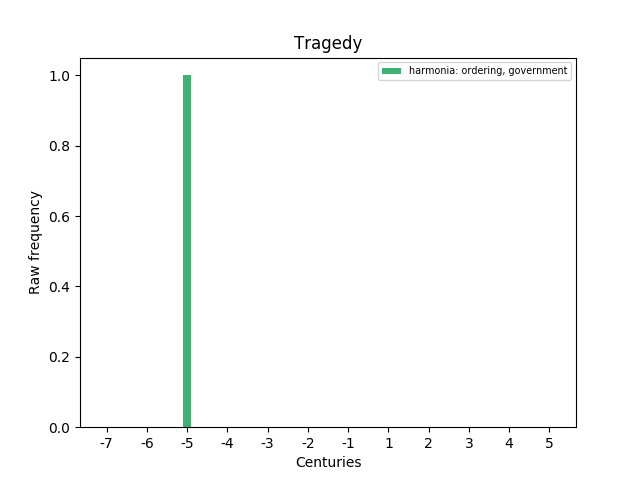 Tragedy
harmonia: ordering, government
Raw frequency
1.0
0.8
0.6
0.4
0.2
0.0
-7 -6 -5 -4 -3 -2 -1 1 2 3 4 5
Centuries